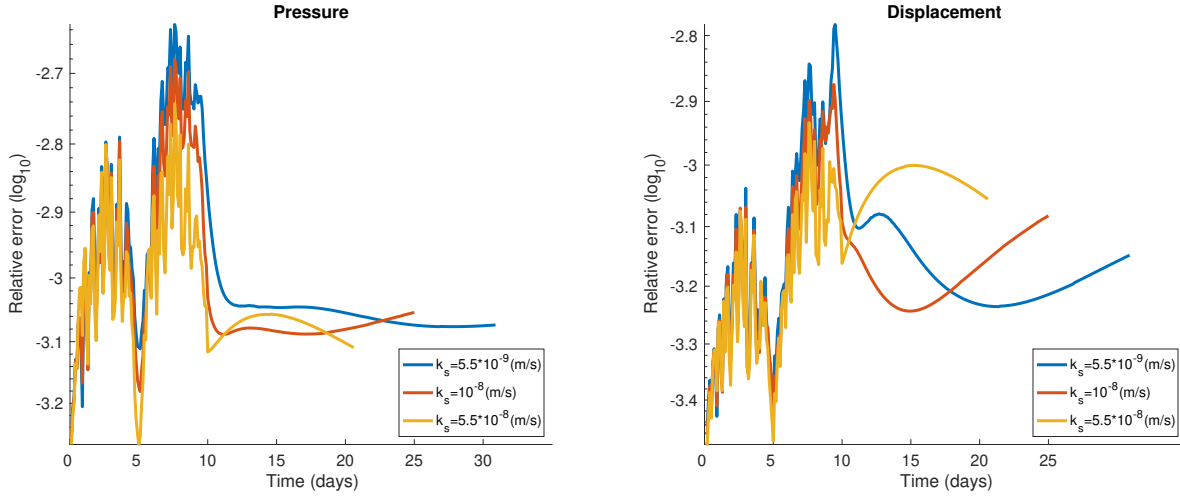 Pressure
Relative error (log10)
-2.7
-2.8
-2.9
-3
-3.1
-3.2
0 5 10 15 20 25 30
Time (days)
ks=5.5*10-9(m/s)
ks=10-8(m/s)
ks=5.5*10-8(m/s)
Displacement
Relative error (log10)
-2.8
-2.9
-3
-3.1
-3.2
-3.3
-3.4
0 5 10 15 20 25
Time (days)
ks=5.5*10-9(m/s)
ks=10-8(m/s)
ks=5.5*10-8(m/s)